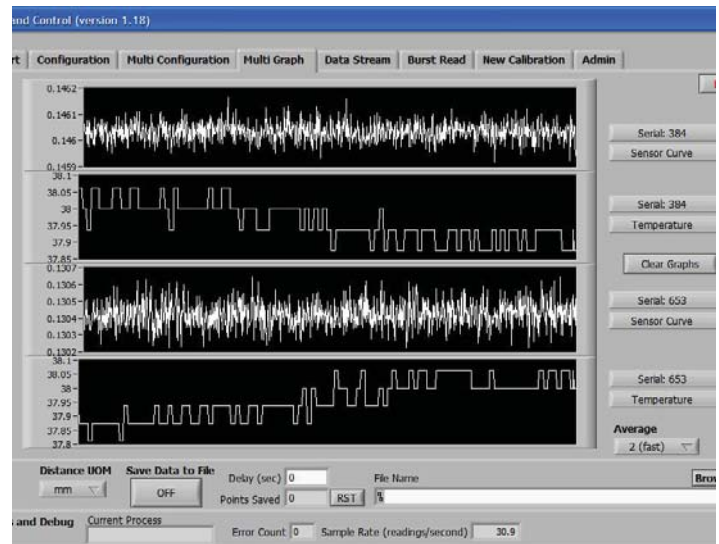 and Control (version 1.18)
rt Configuration Multi Configuration Multi Graph Data Stream Burst Read New Calibration Admin
0.1462
0.1461
0.146
0.1459
Serial: 384
Sensor Curve
38.1
38.05
38
37.95
37.9
37.85
Serial: 384
Temperature
Clear Graphs
0.1307
0.1306
0.1305
0.1304
0.1303
0.1302
Serial: 653
Sensor Curve
38.1
38.05
38
37.95
37.9
37.85
37.8
Serial: 653
Temperature
Average
2 (fast)
Distance UOM Save Data to File
mm OFF
Delay (sec) 0 File Name Brow
Points Saved 0 RST
s and Debug Current Process
Error Count 0 Sample Rate (readings/second) 30.9